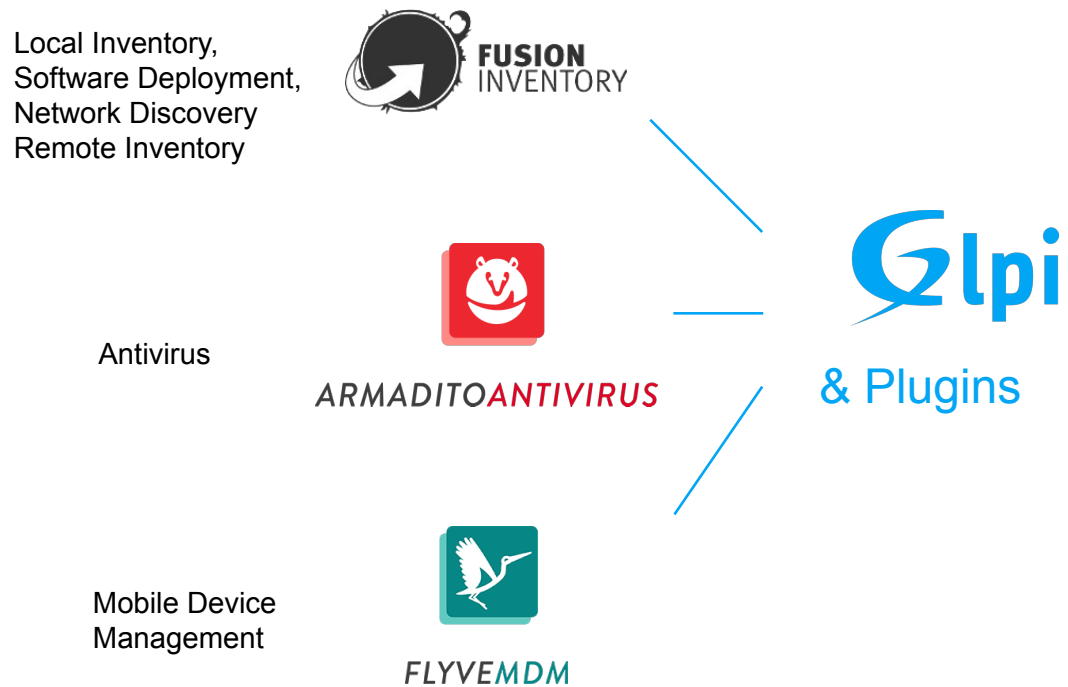 Local Inventory,
Software Deployment,
Network Discovery
Remote Inventory
FUSION
INVENTORY
Antivirus
ARMADITOANTIVIRUS
Glpi
& Plugins
Mobile Device
Management
FLYVEMDM